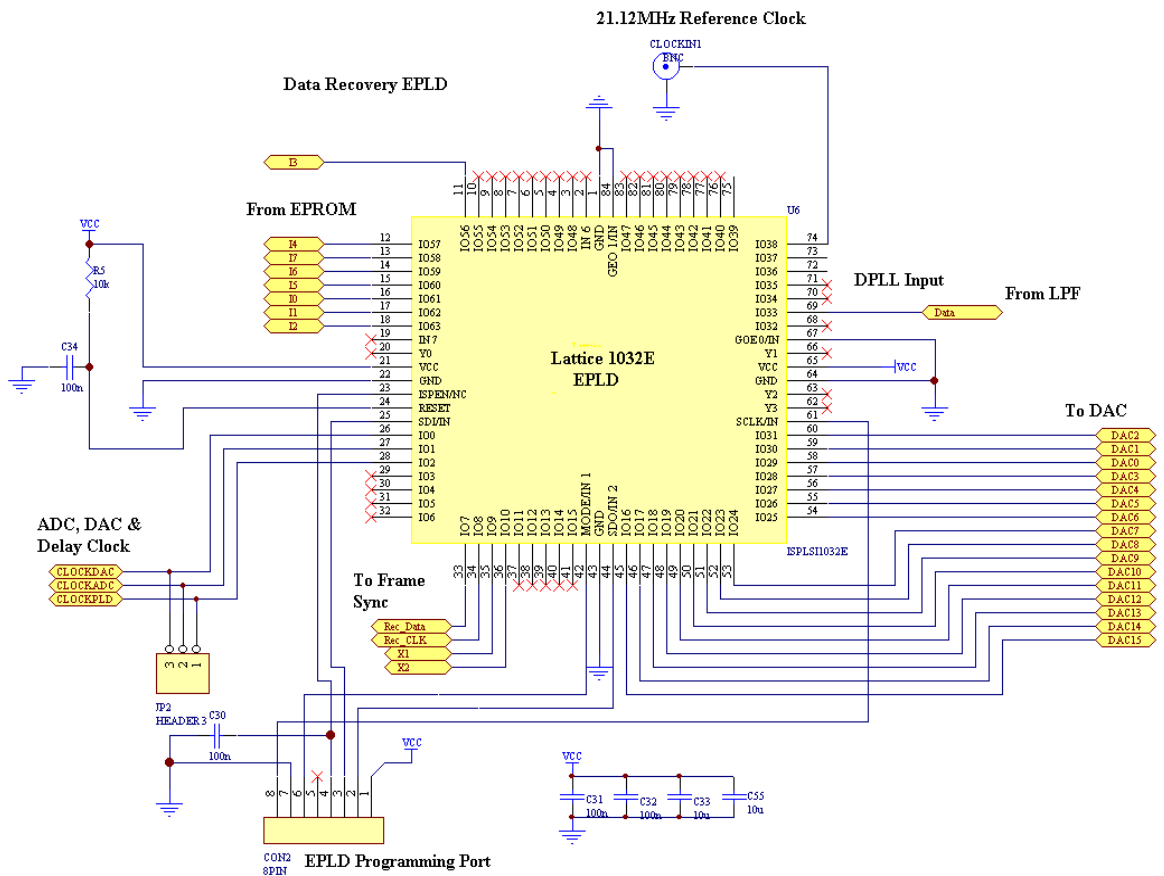 21.12MHz Reference Clock
CLOCKIN1
BNC
Data Recovery EPLD
I3
11
10
9
8
7
6
5
4
3
2
1
84
83
82
81
80
79
78
77
76
75
U6
From EPROM
VCC
R5
10k
C34
100n
I4
I7
I6
I5
I0
I1
I2
12
13
14
15
16
17
18
19
20
21
22
23
24
25
26
27
28
29
30
31
32
IO56
IO55
IO54
IO53
IO52
IO51
IO50
IO49
IO48
IN 6
GND
GEO 1/IN
IO47
IO46
IO45
IO44
IO43
IO42
IO41
IO40
IO39
IO57
IO58
IO59
IO60
IO61
IO62
IO63
IN7
Y0
VCC
GND
ISPEN/NC
RESET
SDI/IN
IO0
IO1
IO2
IO3
IO4
IO5
IO6
Lattice 1032E
EPLD
IO38
IO37
IO36
IO35
IO34
IO33
IO32
GOE0/IN
Y1
VCC
GND
Y2
Y3
SCLK/IN
IO31
IO30
IO29
IO28
IO27
IO26
IO25
74
73
72
71
70
69
68
67
66
65
64
63
62
61
60
59
58
57
56
55
54
DPLL Input
From LPF
Data
VCC
To DAC
DAC2
DAC1
DAC0
DAC3
DAC4
DAC5
DAC6
DAC7
DAC8
DAC9
DAC10
DAC11
DAC12
DAC13
DAC14
DAC15
IO7
IO8
IO9
IO10
IO11
IO12
IO13
IO14
IO15
MODE/IN 1
GND
SDO/IN 2
IO16
IO17
IO18
IO19
IO20
IO21
IO22
IO23
IO24
ISPLSI1032E
33
34
35
36
37
38
39
40
41
42
43
44
45
46
47
48
49
50
51
52
53
ADC, DAC &
Delay Clock
CLOCKDAC
CLOCKADC
CLOCKPLD
To Frame
Sync
Rec_Data
Rec_CLK
X1
X2
3
2
1
JP2
HEADER 3
C30
100n
VCC
8
7
6
5
4
3
2
1
CON2
8PIN
EPLD Programming Port
VCC
C31
100n
C32
100n
C33
10u
C55
10u